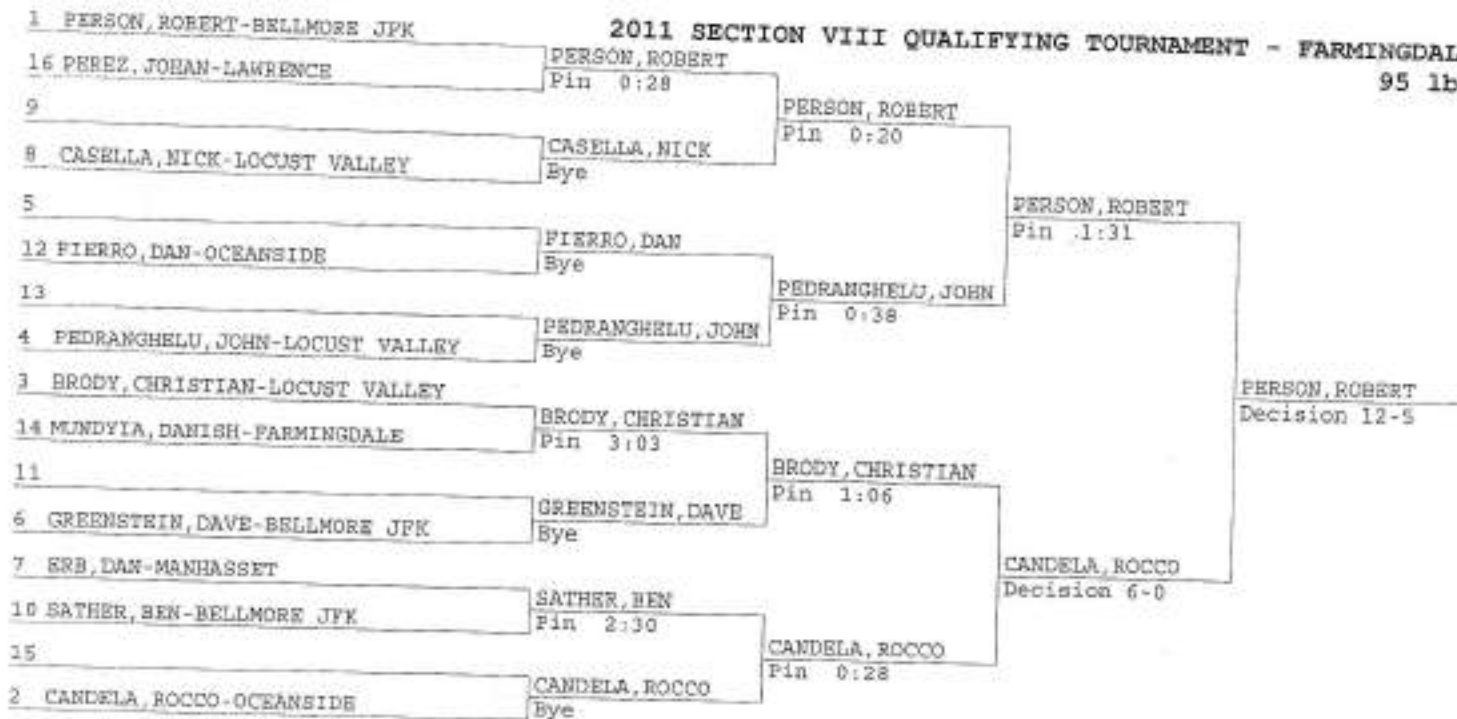 2011 SECTION VIII QUALIFYING TOURNAMENT - FARMINGDAL
95 lb
1 PERSON,ROBERT-BELLMORE JFK
16 PEREZ,JOHAN-LAWRENCE
9
8 CASELLA,NICK-LOCUST VALLEY
5
12 FIERRO,DAN-OCEANSIDE
13
4 PEDRANGHELU,JOHN-LOCUST VALLEY
3 BRODY,CHRISTIAN-LOCUST VALLEY
14 MUNDYIA,DANISH-FARMINGDALE
11
6 GREENSTEIN,DAVE-BELLMORE JFK
7 ERB,DAN-MANHASSET
10 SATHER,BEN-BELLMORE JFK
15
2 CANDELA,ROCCO-OCEANSIDE
PERSON,ROBERT
Pin 0:28
CASELLA,NICK
Bye
FIERRO,DAN
Bye
PEDRANGHELU,JOHN
Bye
BRODY,CHRISTIAN
Pin 3:03
GREENSTEIN,DAVE
Bye
SATHER,BEN
Pin 2:30
CANDELA,ROCCO
Bye
PERSON,ROBERT
Pin 0:20
PEDRANGHELU,JOHN
Pin 0:38
BRODY,CHRISTIAN
Pin 1:06
CANDELA,ROCCO
Pin 0:28
PERSON,ROBERT
Pin 1:31
CANDELA,ROCCO
Decision 6-0
PERSON,ROBERT
Decision 12-5